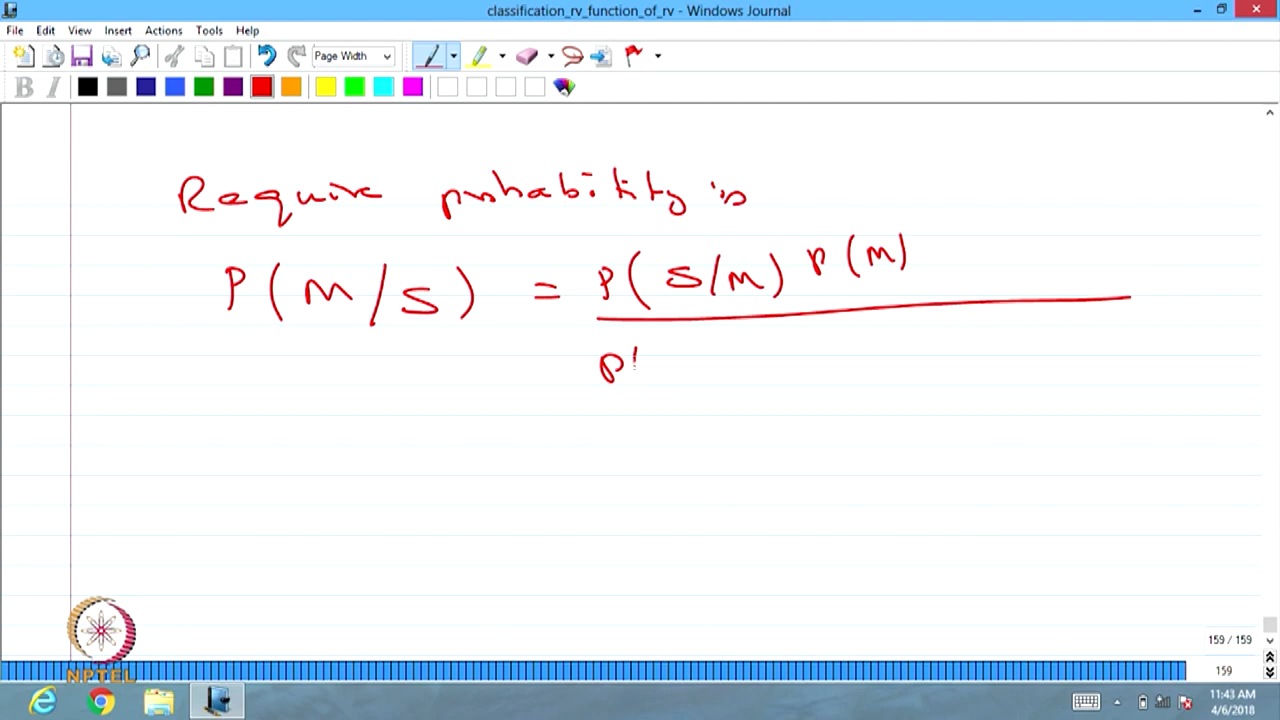 classification_rv_function_of_rv - Windows Journal
File Edit View Insert Actions Tools Help
Page Width
B I
Require probability is
P(M/S) = P(S/M) P(M)
P(
159 / 159
159
NPTEL
11:43 AM
4/6/2018